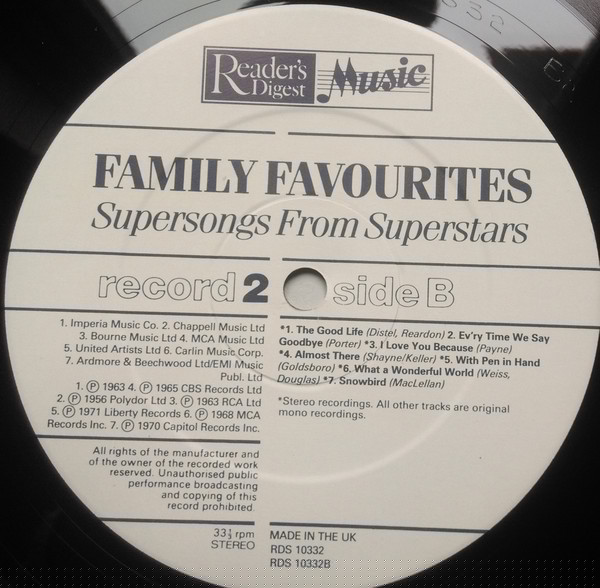 Reader's
Digest
Music
FAMILY FAVOURITES
Supersongs From Superstars
record 2 side B
1. Imperia Music Co. 2. Chappell Music Ltd
3. Bourne Music Ltd 4. MCA Music Ltd
5. United Artists Ltd 6. Carlin Music Corp.
7. Ardmore & Beechwood Ltd/EMI Music
Publ. Ltd
1. ℗ 1963 4. ℗ 1965 CBS Records Ltd
2. ℗ 1956 Polydor Ltd 3. ℗ 1963 RCA Ltd
5. ℗ 1971 Liberty Records 6. ℗ 1968 MCA
Records Inc. 7. ℗ 1970 Capitol Records Inc.
All rights of the manufacturer and
of the owner of the recorded work
reserved. Unauthorised public
performance broadcasting
and copying of this
record prohibited.
33⅓ rpm
STEREO
*1. The Good Life (Distel, Reardon) 2. Ev'ry Time We Say
Goodbye (Porter) *3. I Love You Because (Payne)
*4. Almost There (Shayne/Keller) *5. With Pen in Hand
(Goldsboro) *6. What a Wonderful World (Weiss,
Douglas) *7. Snowbird (MacLellan)
*Stereo recordings. All other tracks are original
mono recordings.
MADE IN THE UK
RDS 10332
RDS 10332B